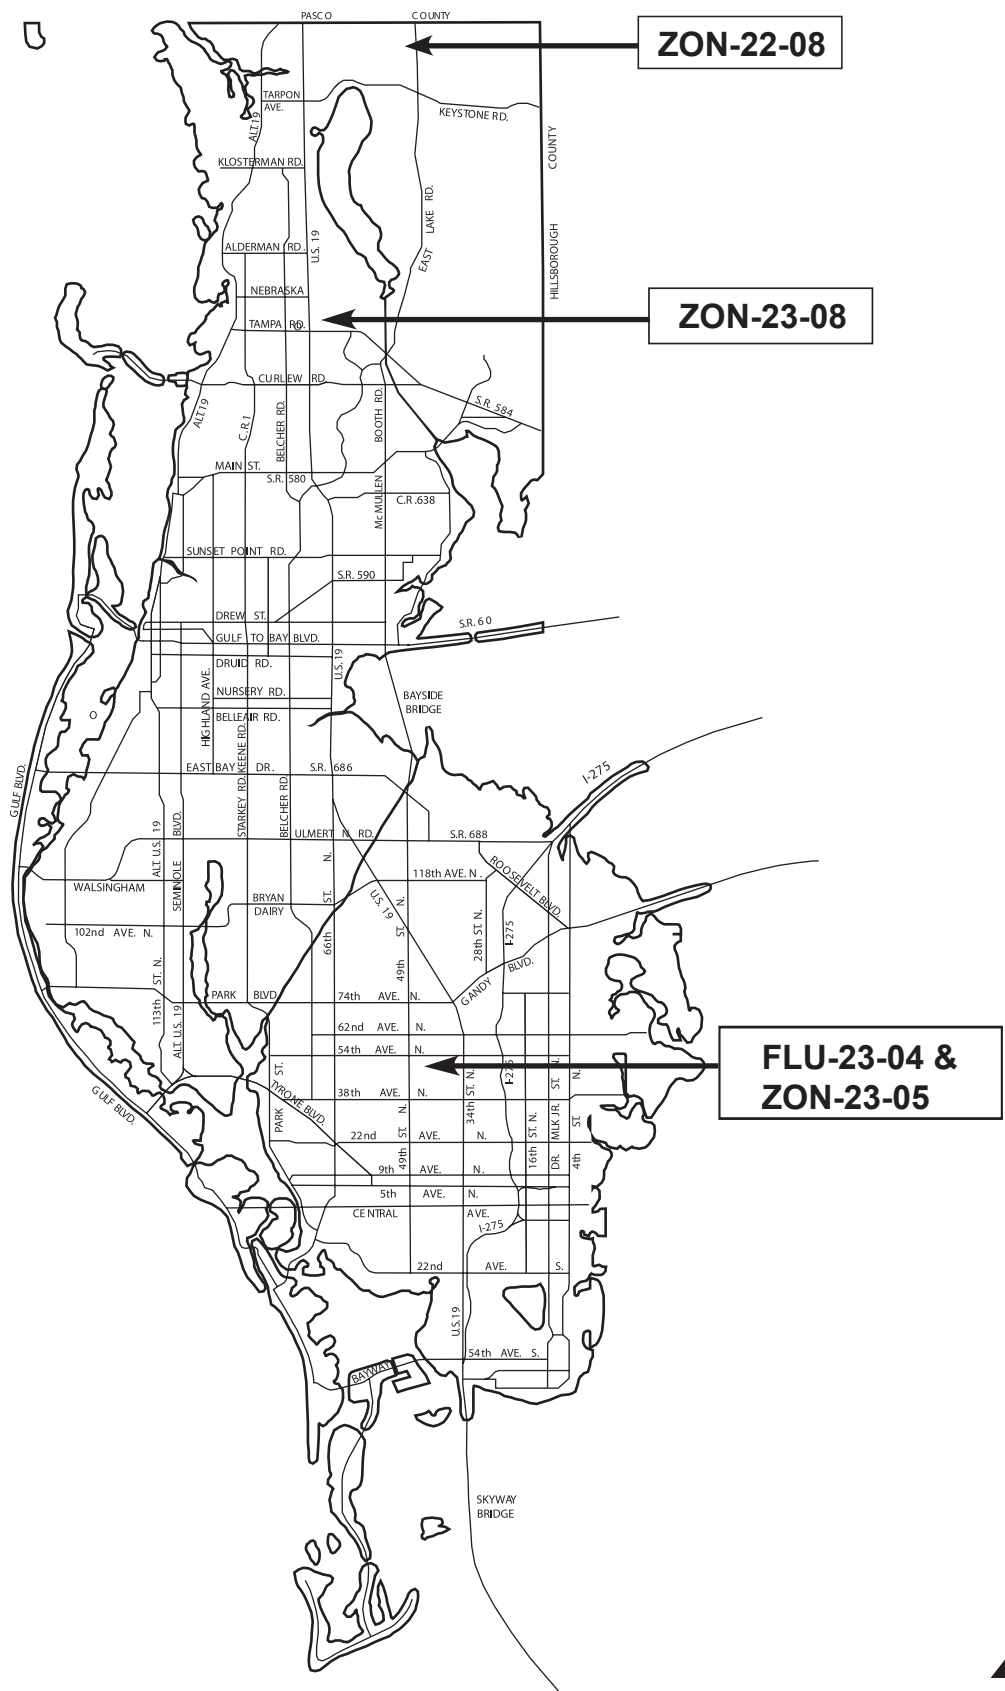 PASCO COUNTY
ZON-22-08
TARPON
AVE.
KEYSTONE RD.
ALT.19
COUNTY
KLOSTERMAN RD.
EAST LAKE RD.
U.S. 19
HILLSBOROUGH
ALDERMAN RD.
NEBRASKA
ZON-23-08
TAMPA RD.
CURLEW RD.
ALT.19
C.R.1
BELCHER RD.
BOOTH RD.
S.R. 584
MAIN ST.
S.R. 580
McMULLEN
C.R.638
SUNSET POINT RD.
S.R. 590
DREW ST.
S.R. 60
GULF TO BAY BLVD.
U.S.19
DRUID RD.
HIGHLAND AVE.
NURSERY RD.
BAYSIDE
BRIDGE
BELLEAIR RD.
KEENE RD.
EAST BAY DR. S.R. 686
I-275
GULF BLVD.
STARKEY RD.
BELCHER RD.
ULMERT N RD. S.R. 688
ALT U.S. 19
SEMINOLE BLVD.
WALSINGHAM
118th AVE. N.
ROOSEVELT BLVD.
BRYAN
DAIRY
U.S. 19
66th ST. N.
49th ST. N.
28th ST. N.
I-275
102nd AVE. N.
GANDY BLVD.
113th ST. N.
ALT U.S. 19
PARK BLVD. 74th AVE. N.
62nd AVE. N.
54th AVE. N.
FLU-23-04 &
ZON-23-05
I-275
GULF BLVD.
PARK ST.
TYRONE BLVD.
38th AVE. N.
34th ST. N.
49th ST. N.
22nd AVE. N.
16th ST. N.
DR. MLK JR. ST. N.
4th ST. N.
9th AVE. N.
5th AVE. N.
CENTRAL AVE.
I-275
22nd AVE. S.
U.S.19
54th AVE. S.
BAYWAY
SKYWAY
BRIDGE